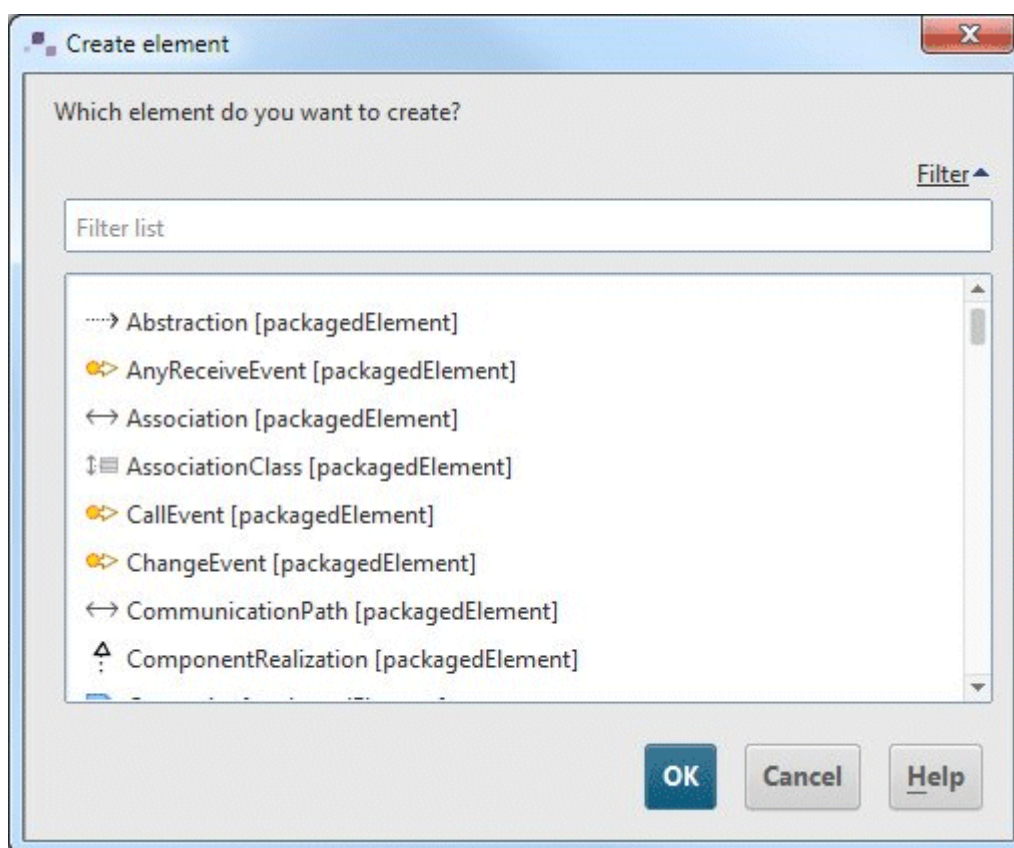 Create element
Which element do you want to create?
Filter
Filter list
Abstraction [packagedElement]
AnyReceiveEvent [packagedElement]
Association [packagedElement]
AssociationClass [packagedElement]
CallEvent [packagedElement]
ChangeEvent [packagedElement]
CommunicationPath [packagedElement]
ComponentRealization [packagedElement]
OK Cancel Help